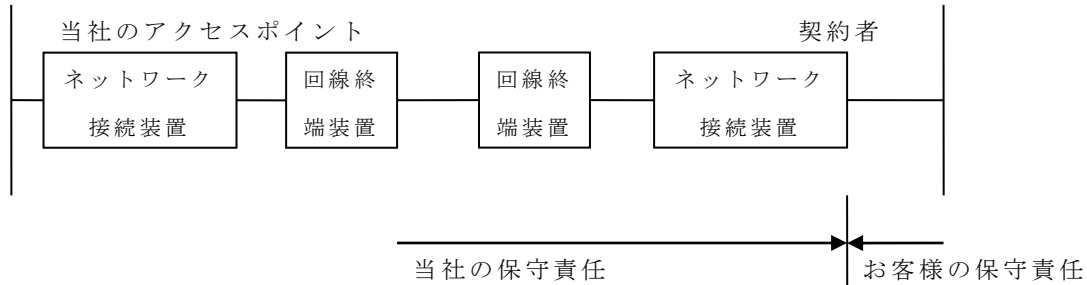 当社のアクセスポイント
契約者
ネットワーク
接続装置
回線終
端装置
回線終
端装置
ネットワーク
接続装置
当社の保守責任
お客様の保守責任